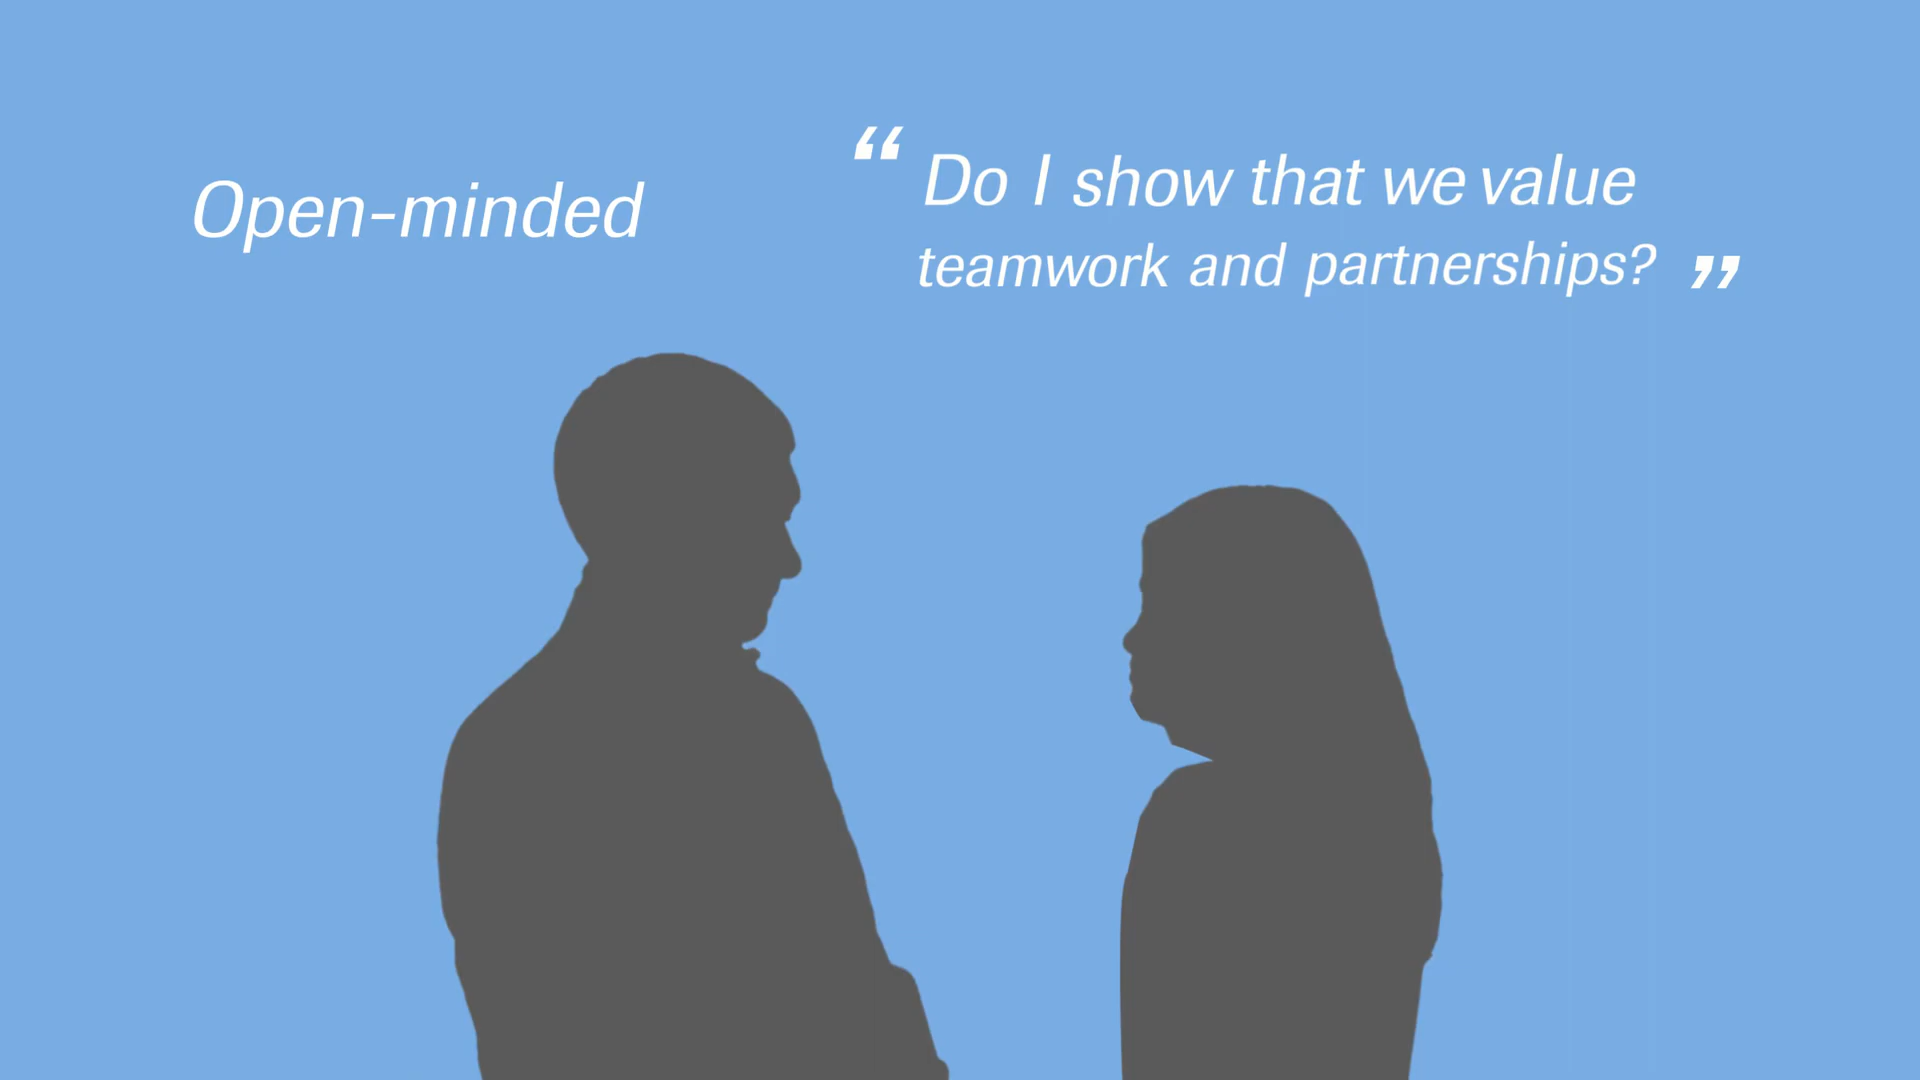 Open-minded
“ Do I show that we value
teamwork and partnerships? ”